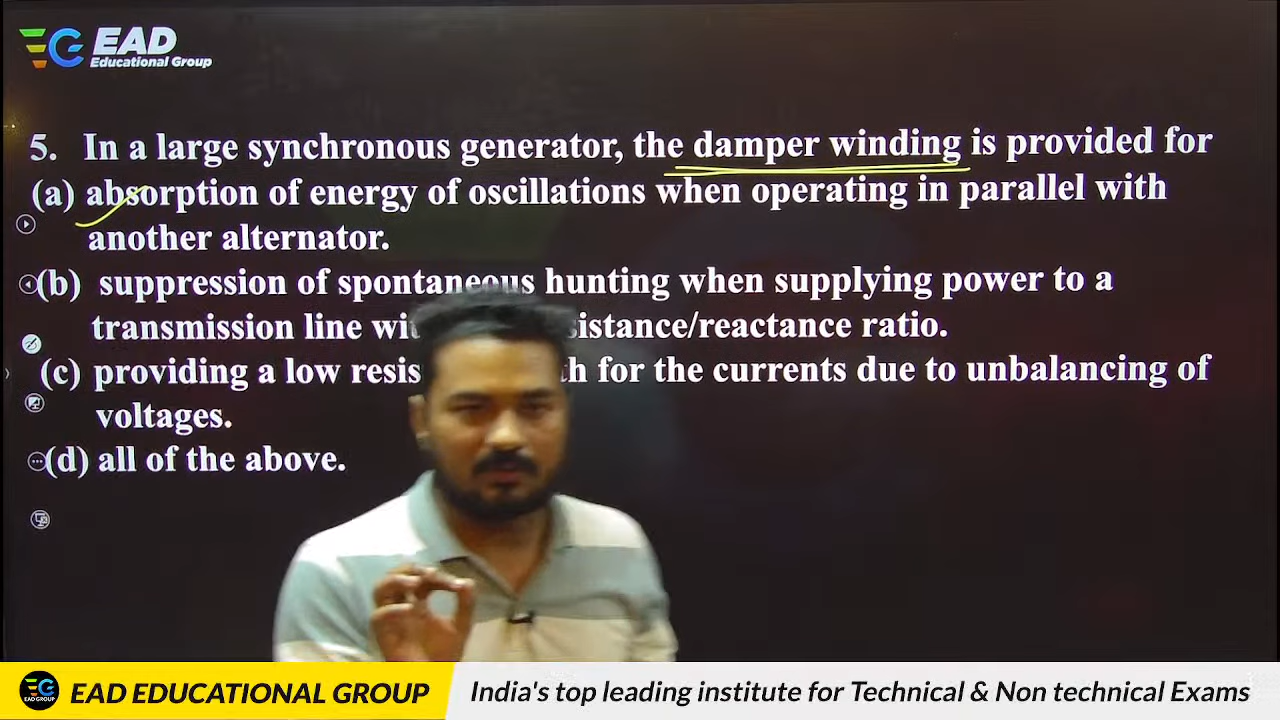 EAD
Educational Group
5. In a large synchronous generator, the damper winding is provided for
(a) absorption of energy of oscillations when operating in parallel with
another alternator.
(b) suppression of spontaneous hunting when supplying power to a
transmission line /reactance ratio.
(c) providing a low for the currents due to unbalancing of
voltages.
(d) all of the above.
EAD GROUP
EAD EDUCATIONAL GROUP
India's top leading institute for Technical & Non technical Exams